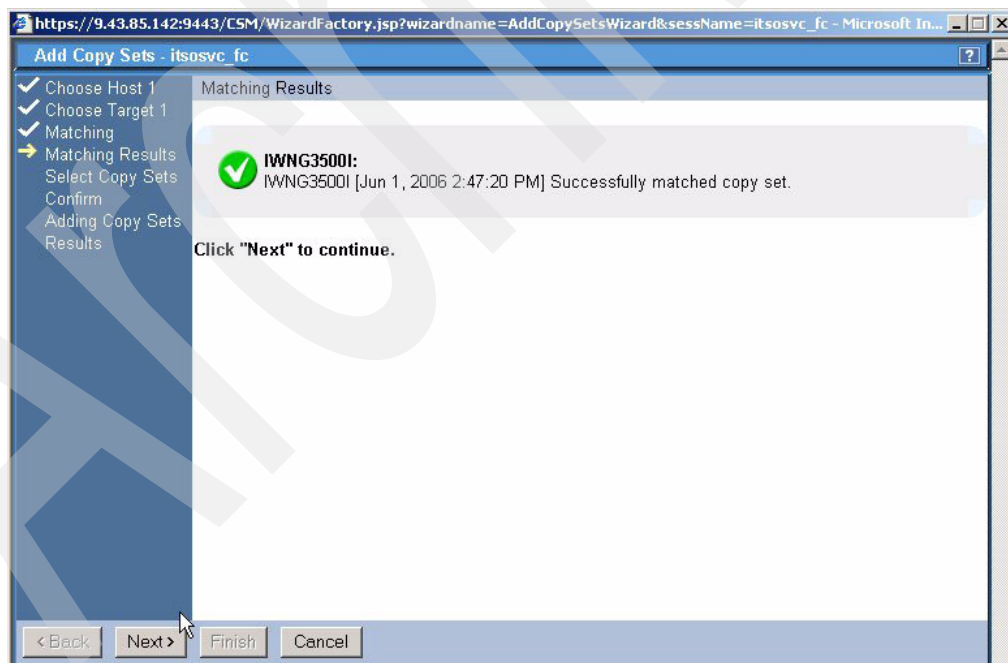 https://9.43.85.142:9443/CSM/WizardFactory.jsp?wizardname=AddCopySetsWizard&sessName=itsosvc_fc - Microsoft In...
Add Copy Sets - itsosvc_fc
?
Choose Host 1
Choose Target 1
Matching
Matching Results
Select Copy Sets
Confirm
Adding Copy Sets
Results
Matching Results
IWNG3500I:
IWNG3500I [Jun 1, 2006 2:47:20 PM] Successfully matched copy set.
Click "Next" to continue.
< Back Next > Finish Cancel